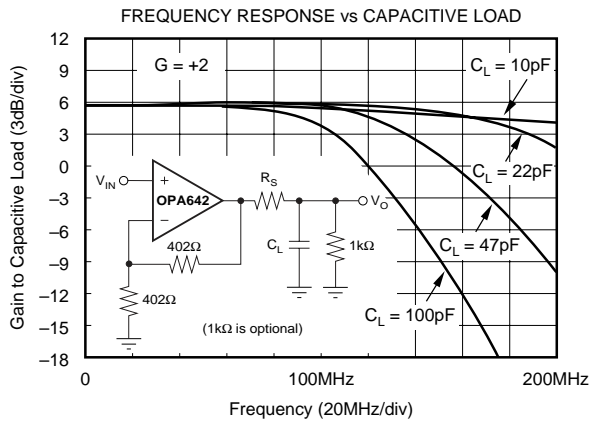 FREQUENCY RESPONSE vs CAPACITIVE LOAD
Gain to Capacitive Load (3dB/div)
12
9
6
3
0
–3
–6
–9
–12
–15
–18
G = +2
C_L = 10pF
C_L = 22pF
C_L = 47pF
C_L = 100pF
V_IN
+
–
OPA642
R_S
V_O
402Ω
C_L
1kΩ
402Ω
(1kΩ is optional)
0
100MHz
200MHz
Frequency (20MHz/div)